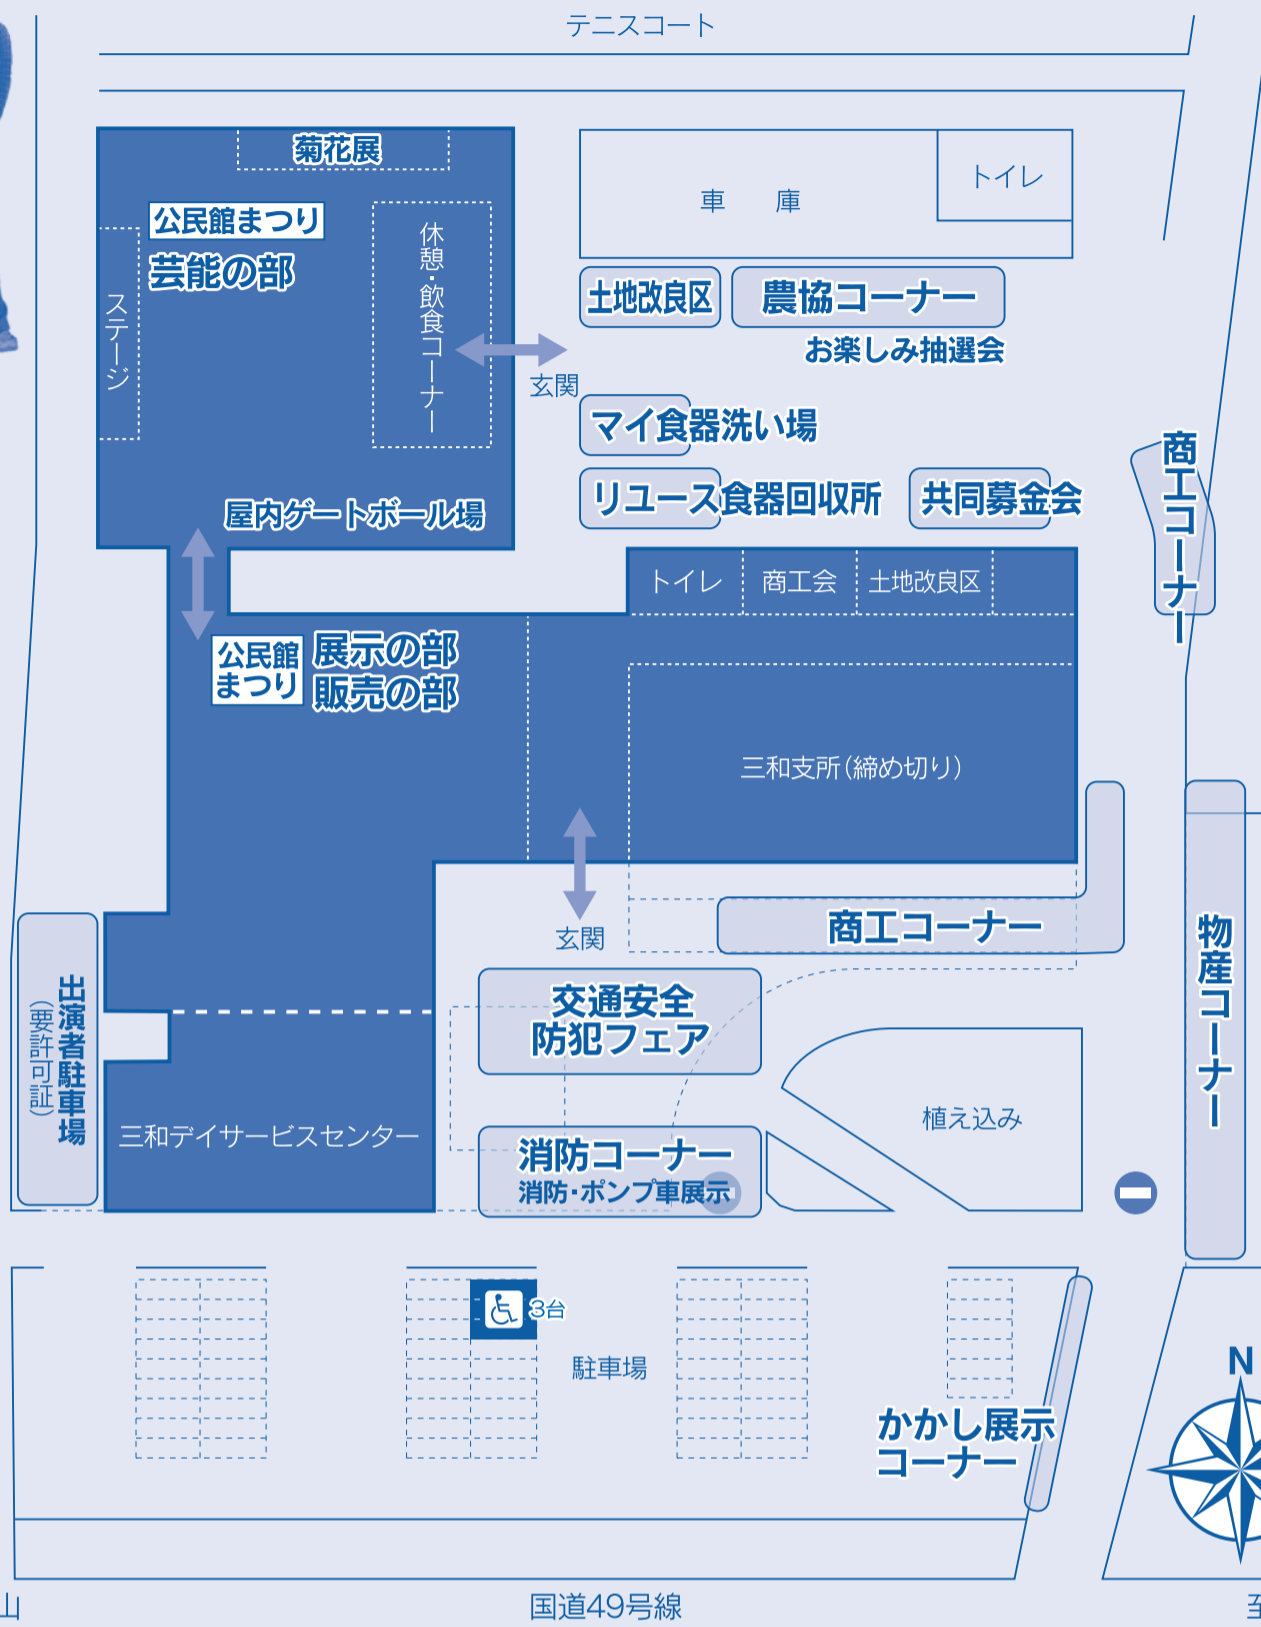 テニスコート
菊花展
公民館まつり
芸能の部
ステージ
休憩・飲食コーナー
玄関
屋内ゲートボール場
車　庫
トイレ
土地改良区
農協コーナー
お楽しみ抽選会
マイ食器洗い場
リユース食器回収所
共同募金会
商工コーナー
トイレ
商工会
土地改良区
公民館
まつり
展示の部
販売の部
三和支所(締め切り)
玄関
商工コーナー
物産コーナー
出演者駐車場
(要許可証)
交通安全
防犯フェア
植え込み
三和デイサービスセンター
消防コーナー
消防・ポンプ車展示
3台
駐車場
かかし展示
コーナー
N
山
国道49号線
至